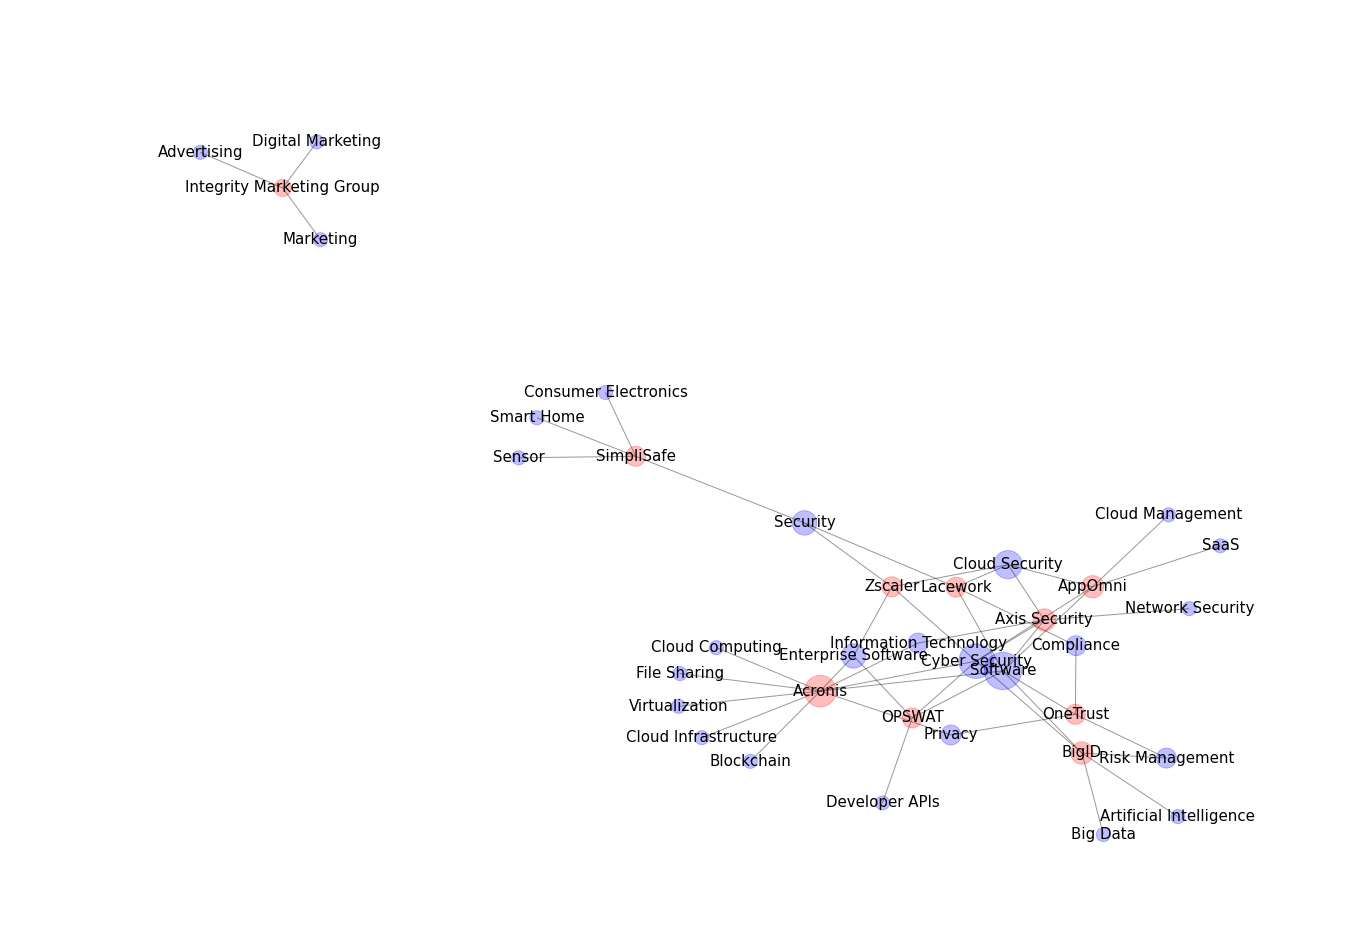 Digital Marketing
Advertising
Integrity Marketing Group
Marketing
Consumer Electronics
Smart Home
Sensor
SimpliSafe
Security
Cloud Management
SaaS
Cloud Security
Zscaler
Lacework
AppOmni
Network Security
Axis Security
Information Technology
Compliance
Cloud Computing
Enterprise Software
Cyber Security
File Sharing
Software
Acronis
Virtualization
OPSWAT
OneTrust
Cloud Infrastructure
Privacy
BigID
Risk Management
Blockchain
Developer APIs
Artificial Intelligence
Big Data